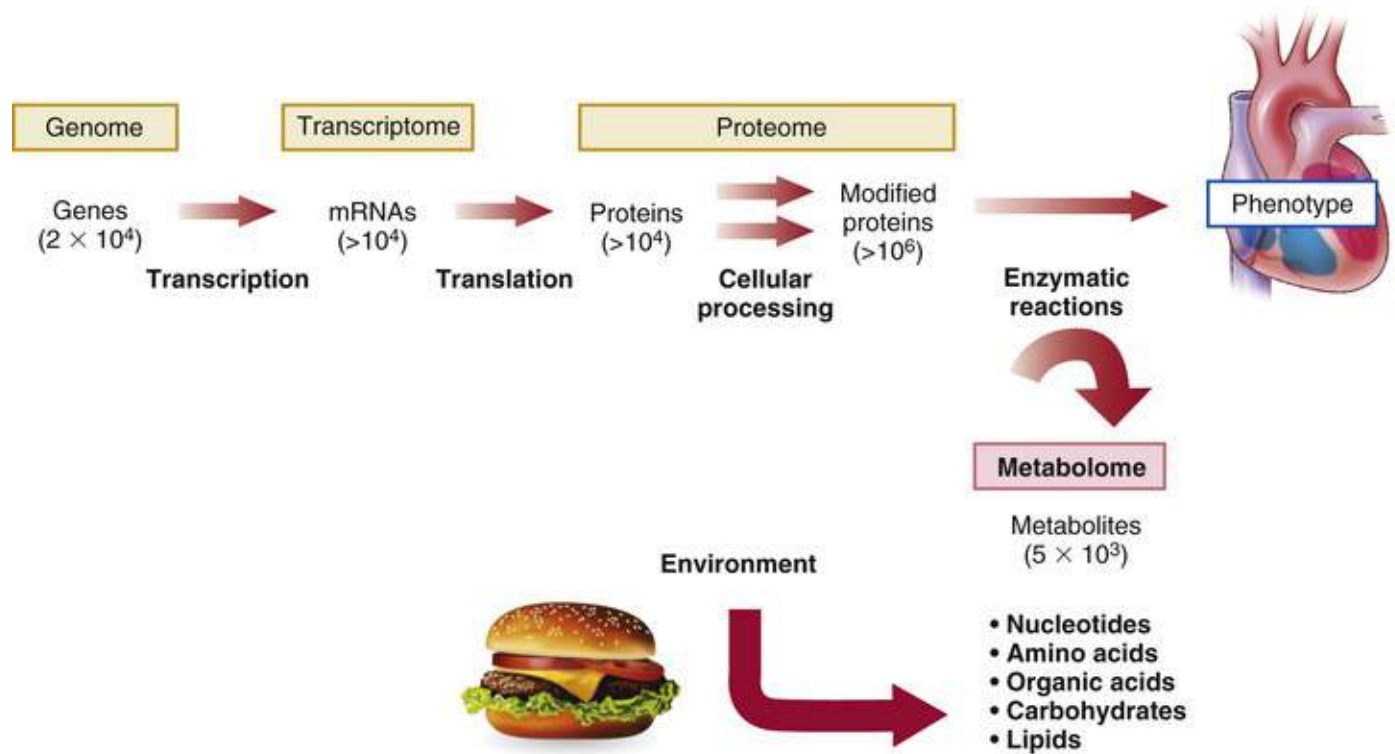 Genome
Transcriptome
Proteome
Phenotype
Genes
(2 × 10⁴)
mRNAs
(>10⁴)
Proteins
(>10⁴)
Modified
proteins
(>10⁶)
Transcription
Translation
Cellular
processing
Enzymatic
reactions
Metabolome
Metabolites
(5 × 10³)
Environment
• Nucleotides
• Amino acids
• Organic acids
• Carbohydrates
• Lipids